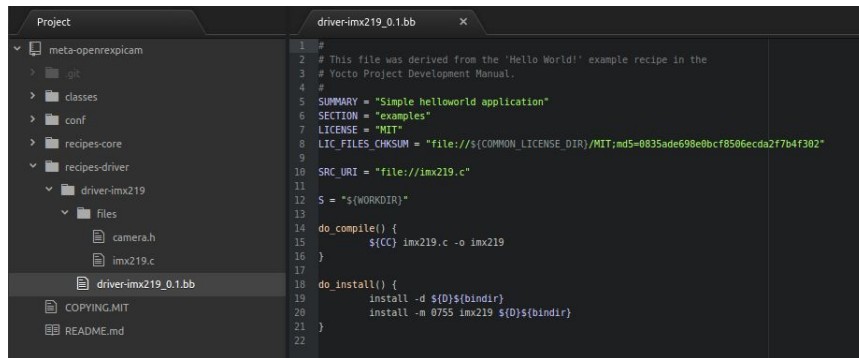 Project
meta-openrexpicam
.git
classes
conf
recipes-core
recipes-driver
driver-imx219
files
camera.h
imx219.c
driver-imx219_0.1.bb
COPYING.MIT
README.md
driver-imx219_0.1.bb ×
1 #
2 # This file was derived from the 'Hello World!' example recipe in the
3 # Yocto Project Development Manual.
4 #
5 SUMMARY = "Simple helloworld application"
6 SECTION = "examples"
7 LICENSE = "MIT"
8 LIC_FILES_CHKSUM = "file://${COMMON_LICENSE_DIR}/MIT;md5=0835ade698e0bcf8506ecda2f7b4f302"
9
10 SRC_URI = "file://imx219.c"
11
12 S = "${WORKDIR}"
13
14 do_compile() {
15 ${CC} imx219.c -o imx219
16 }
17
18 do_install() {
19 install -d ${D}${bindir}
20 install -m 0755 imx219 ${D}${bindir}
21 }
22